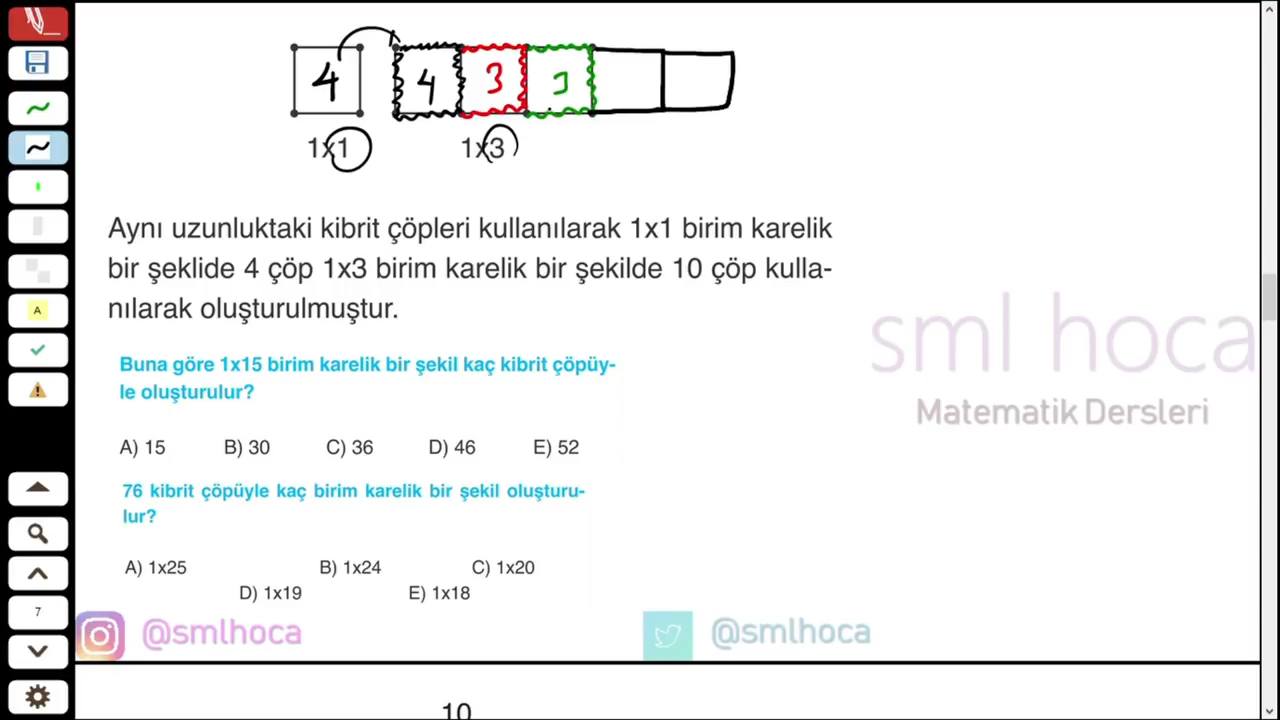 4 4 3 3
1x1 1x3
Aynı uzunluktaki kibrit çöpleri kullanılarak 1x1 birim karelik
bir şeklide 4 çöp 1x3 birim karelik bir şekilde 10 çöp kulla-
nılarak oluşturulmuştur.
sml hoca
Matematik Dersleri
Buna göre 1x15 birim karelik bir şekil kaç kibrit çöpüy-
le oluşturulur?
A) 15 B) 30 C) 36 D) 46 E) 52
76 kibrit çöpüyle kaç birim karelik bir şekil oluşturu-
lur?
A) 1x25 B) 1x24 C) 1x20
D) 1x19 E) 1x18
@smlhoca @smlhoca
10
A
7